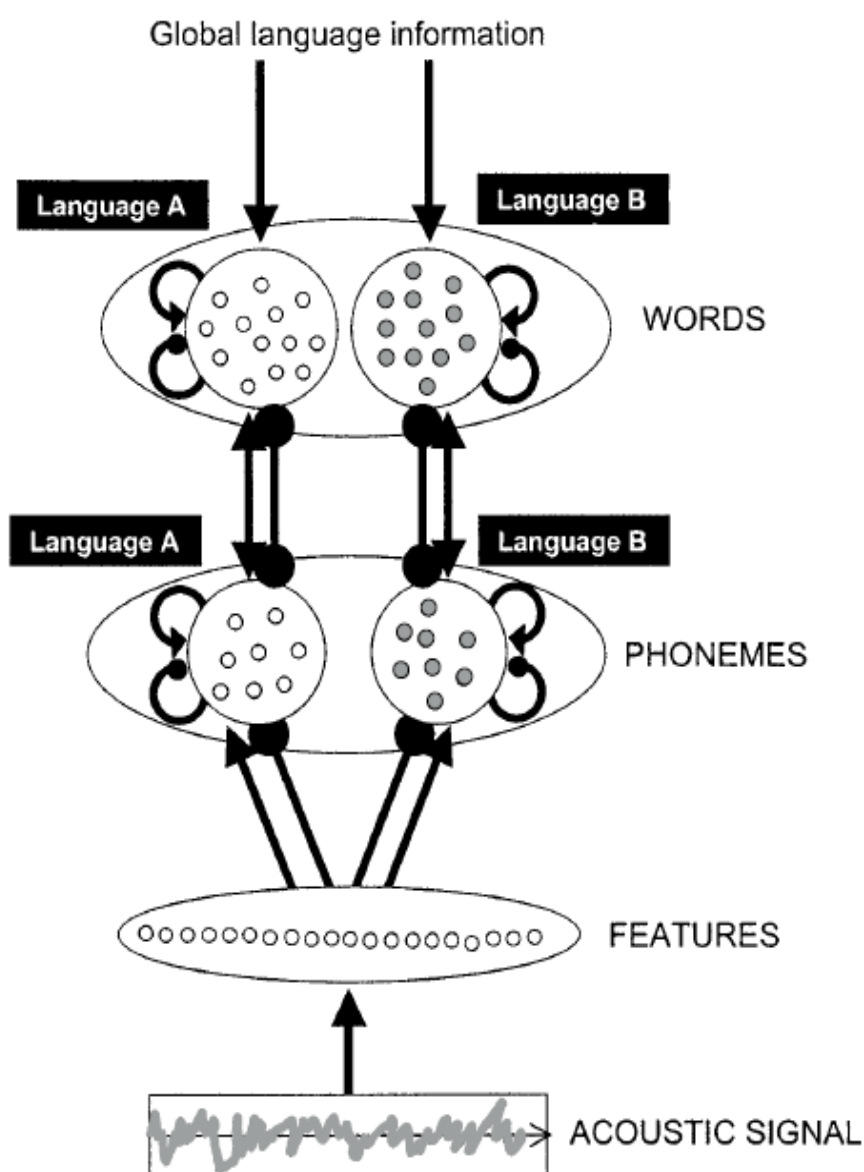 Global language information
Language A
Language B
WORDS
Language A
Language B
PHONEMES
FEATURES
ACOUSTIC SIGNAL